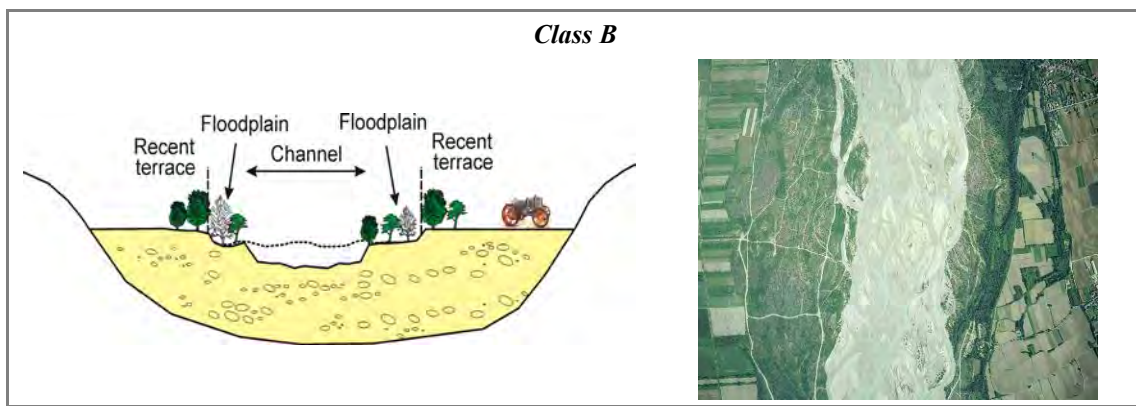 Class B
Floodplain Floodplain
Recent terrace
Channel
Recent terrace